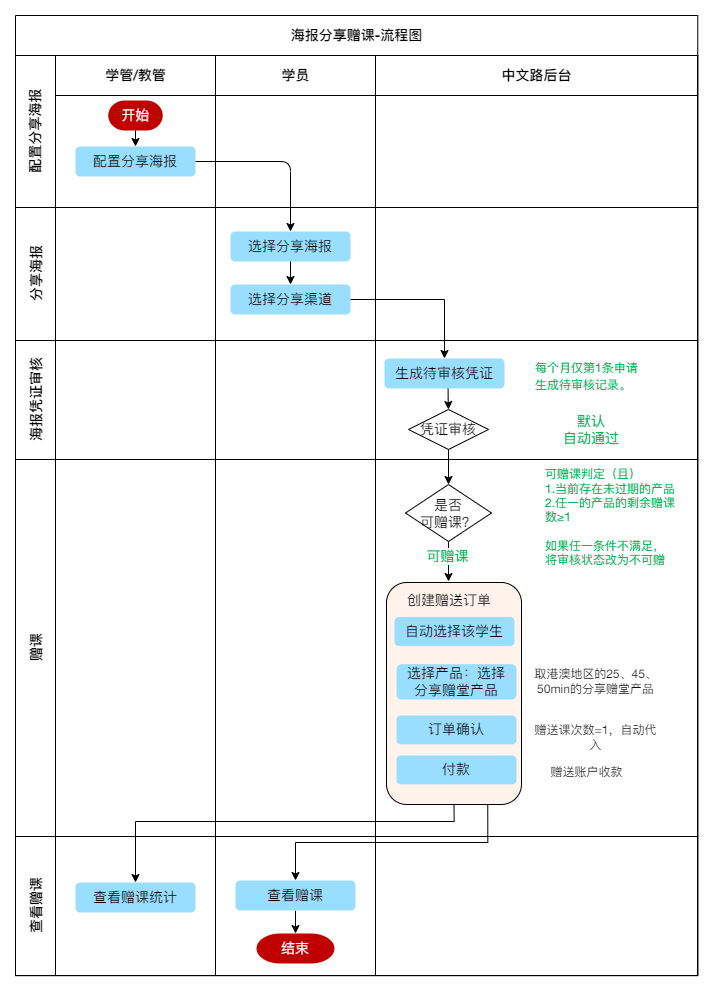 海报分享赠课-流程图
学管/教管
学员
中文路后台
配置分享海报
开始
配置分享海报
分享海报
选择分享海报
选择分享渠道
海报凭证审核
生成待审核凭证
每个月仅第1条申请
生成待审核记录。
凭证审核
默认
自动通过
赠课
是否
可赠课?
可赠课判定（且）
1.当前存在未过期的产品
2.任一的产品的剩余赠课
数≥1
如果任一条件不满足，
将审核状态改为不可赠
可赠课
创建赠送订单
自动选择该学生
选择产品：选择
分享赠堂产品
取港澳地区的25、45、
50min的分享赠堂产品
订单确认
赠送课次数=1，自动代
入
付款
赠送账户收款
查看赠课
查看赠课统计
查看赠课
结束